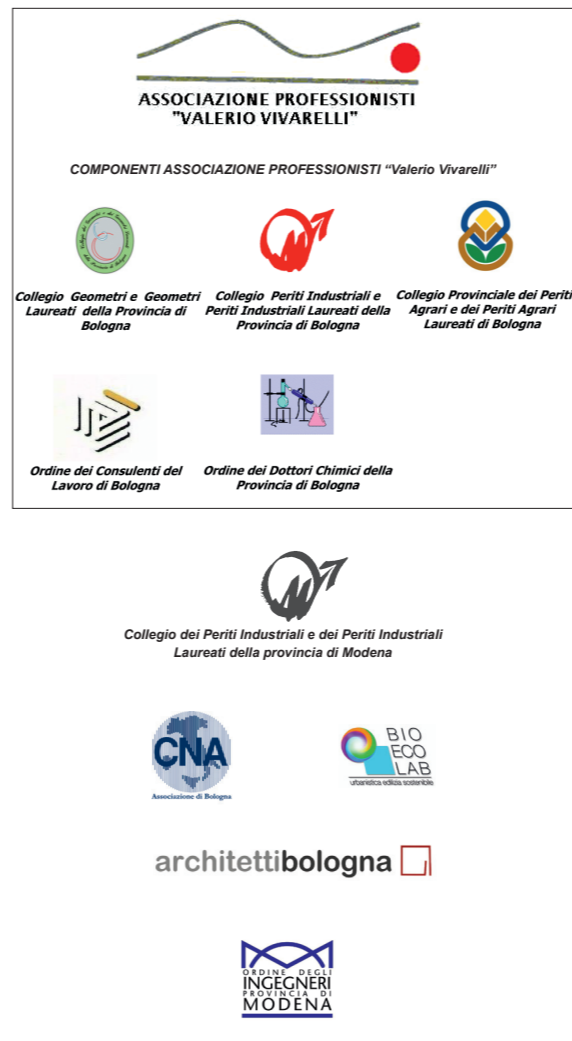 ASSOCIAZIONE PROFESSIONISTI
"VALERIO VIVARELLI"
COMPONENTI ASSOCIAZIONE PROFESSIONISTI “Valerio Vivarelli”
Collegio Geometri e Geometri
Laureati della Provincia di
Bologna
Collegio Periti Industriali e
Periti Industriali Laureati della
Provincia di Bologna
Collegio Provinciale dei Periti
Agrari e dei Periti Agrari
Laureati di Bologna
Ordine dei Consulenti del
Lavoro di Bologna
Ordine dei Dottori Chimici della
Provincia di Bologna
Collegio dei Periti Industriali e dei Periti Industriali
Laureati della provincia di Modena
CNA
Associazione di Bologna
BIO
ECO
LAB
urbanistica edilizia sostenibile
architettibologna
ORDINE DEGLI
INGEGNERI
PROVINCIA DI
MODENA